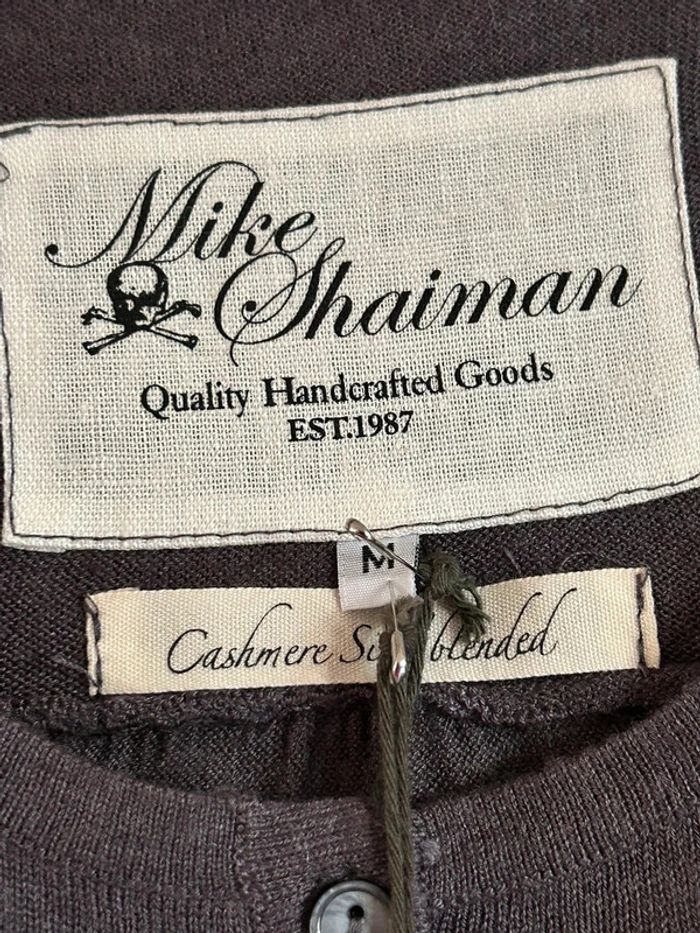 Mike
Shaiman
Quality Handcrafted Goods
EST.1987
M
Cashmere blended